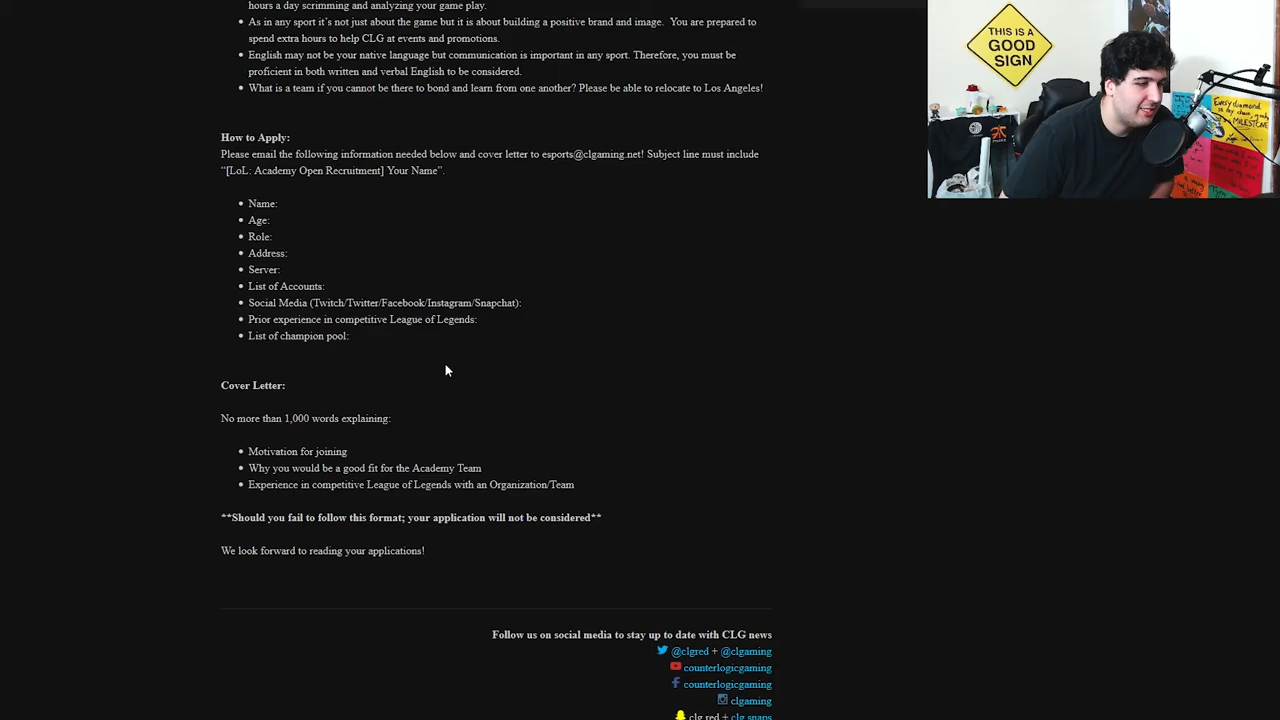 hours a day scrimming and analyzing your game play.
As in any sport it's not just about the game but it is about building a positive brand and image. You are prepared to
spend extra hours to help CLG at events and promotions.
English may not be your native language but communication is important in any sport. Therefore, you must be
proficient in both written and verbal English to be considered.
What is a team if you cannot be there to bond and learn from one another? Please be able to relocate to Los Angeles!
How to Apply:
Please email the following information needed below and cover letter to esports@clgaming.net! Subject line must include
"[LoL: Academy Open Recruitment] Your Name".
Name:
Age:
Role:
Address:
Server:
List of Accounts:
Social Media (Twitch/Twitter/Facebook/Instagram/Snapchat):
Prior experience in competitive League of Legends:
List of champion pool:
Cover Letter:
No more than 1,000 words explaining:
Motivation for joining
Why you would be a good fit for the Academy Team
Experience in competitive League of Legends with an Organization/Team
**Should you fail to follow this format; your application will not be considered**
We look forward to reading your applications!
Follow us on social media to stay up to date with CLG news
@clgred + @clgaming
counterlogicgaming
counterlogicgaming
clgaming
clg red + clg snaps
THIS IS A
GOOD
SIGN
FNATIC
Every
diamond
MILESTONE